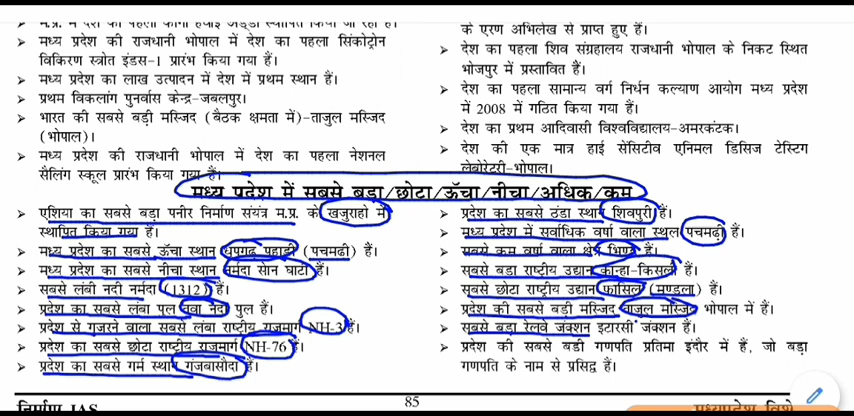 म.प्र. में देश का पहला हवाई अड्डा स्थापित किया जा रहा है।
➤ मध्य प्रदेश की राजधानी भोपाल में देश का पहला सिंकोट्रोन
विकिरण स्त्रोत इंडस-1 प्रारंभ किया गया हैं।
➤ मध्य प्रदेश का लाख उत्पादन में देश में प्रथम स्थान हैं।
➤ प्रथम विकलांग पुनर्वास केन्द्र-जबलपुर।
➤ भारत की सबसे बड़ी मस्जिद (बैठक क्षमता में)-ताजुल मस्जिद
(भोपाल)।
➤ मध्य प्रदेश की राजधानी भोपाल में देश का पहला नेशनल
सैलिंग स्कूल प्रारंभ किया गया हैं।
के एरण अभिलेख से प्राप्त हुए हैं।
➤ देश का पहला शिव संग्रहालय राजधानी भोपाल के निकट स्थित
भोजपुर में प्रस्तावित हैं।
➤ देश का पहला सामान्य वर्ग निर्धन कल्याण आयोग मध्य प्रदेश
में 2008 में गठित किया गया हैं।
➤ देश का प्रथम आदिवासी विश्वविद्यालय-अमरकंटक।
➤ देश की एक मात्र हाई सेंसिटीव एनिमल डिसिज टेस्टिग
लेबोरेटरी-भोपाल।
मध्य प्रदेश में सबसे बड़ा/छोटा/ऊँचा/नीचा/अधिक/कम
➤ एशिया का सबसे बड़ा पनीर निर्माण संयंत्र म.प्र. के खजुराहो में
स्थापित किया गया हैं।
➤ मध्य प्रदेश का सबसे ऊँचा स्थान धूपगढ़ पहाड़ी (पचमढ़ी) हैं।
➤ मध्य प्रदेश का सबसे नीचा स्थान नर्मदा सोन घाटी हैं।
➤ सबसे लंबी नदी नर्मदा (1312) हैं।
➤ प्रदेश का सबसे लंबा पुल तवा नदी पुल हैं।
➤ प्रदेश से गुजरने वाला सबसे लंबा राष्ट्रीय राजमार्ग NH-3 हैं।
➤ प्रदेश का सबसे छोटा राष्ट्रीय राजमार्ग NH-76 हैं।
➤ प्रदेश का सबसे गर्म स्थान गंजबासौदा हैं।
➤ प्रदेश का सबसे ठंडा स्थान शिवपुरी हैं।
➤ मध्य प्रदेश में सर्वाधिक वर्षा वाला स्थल पचमढ़ी हैं।
➤ सबसे कम वर्षा वाला क्षेत्र भिण्ड हैं।
➤ सबसे बडा राष्ट्रीय उद्यान कान्हा-किसली हैं।
➤ सबसे छोटा राष्ट्रीय उद्यान फॉसिल (मण्डला) हैं।
➤ प्रदेश की सबसे बडी मस्जिद ताजुल मस्जिद भोपाल में हैं।
➤ सबसे बडा रेलवे जंक्शन इटारसी जंक्शन हैं।
➤ प्रदेश की सबसे बडी गणपति प्रतिमा इंदौर में हैं, जो बड़ा
गणपति के नाम से प्रसिद्ध हैं।
निर्माण IAS
85